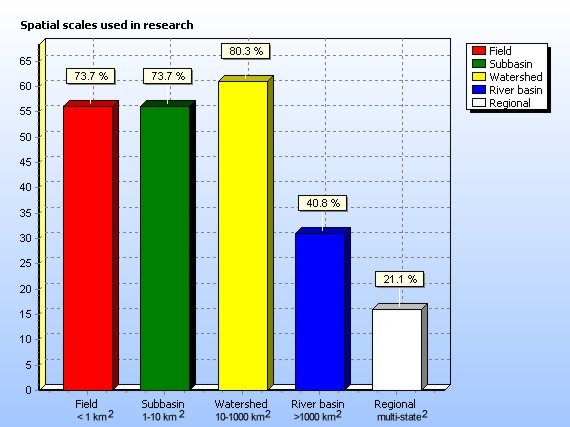 Spatial scales used in research
80.3 %
73.7 %
73.7 %
40.8 %
21.1 %
65
60
55
50
45
40
35
30
25
20
15
10
5
0
Field
Subbasin
Watershed
River basin
Regional
< 1 km2
1-10 km2
10-1000 km2
>1000 km2
multi-state2
Field
Subbasin
Watershed
River basin
Regional